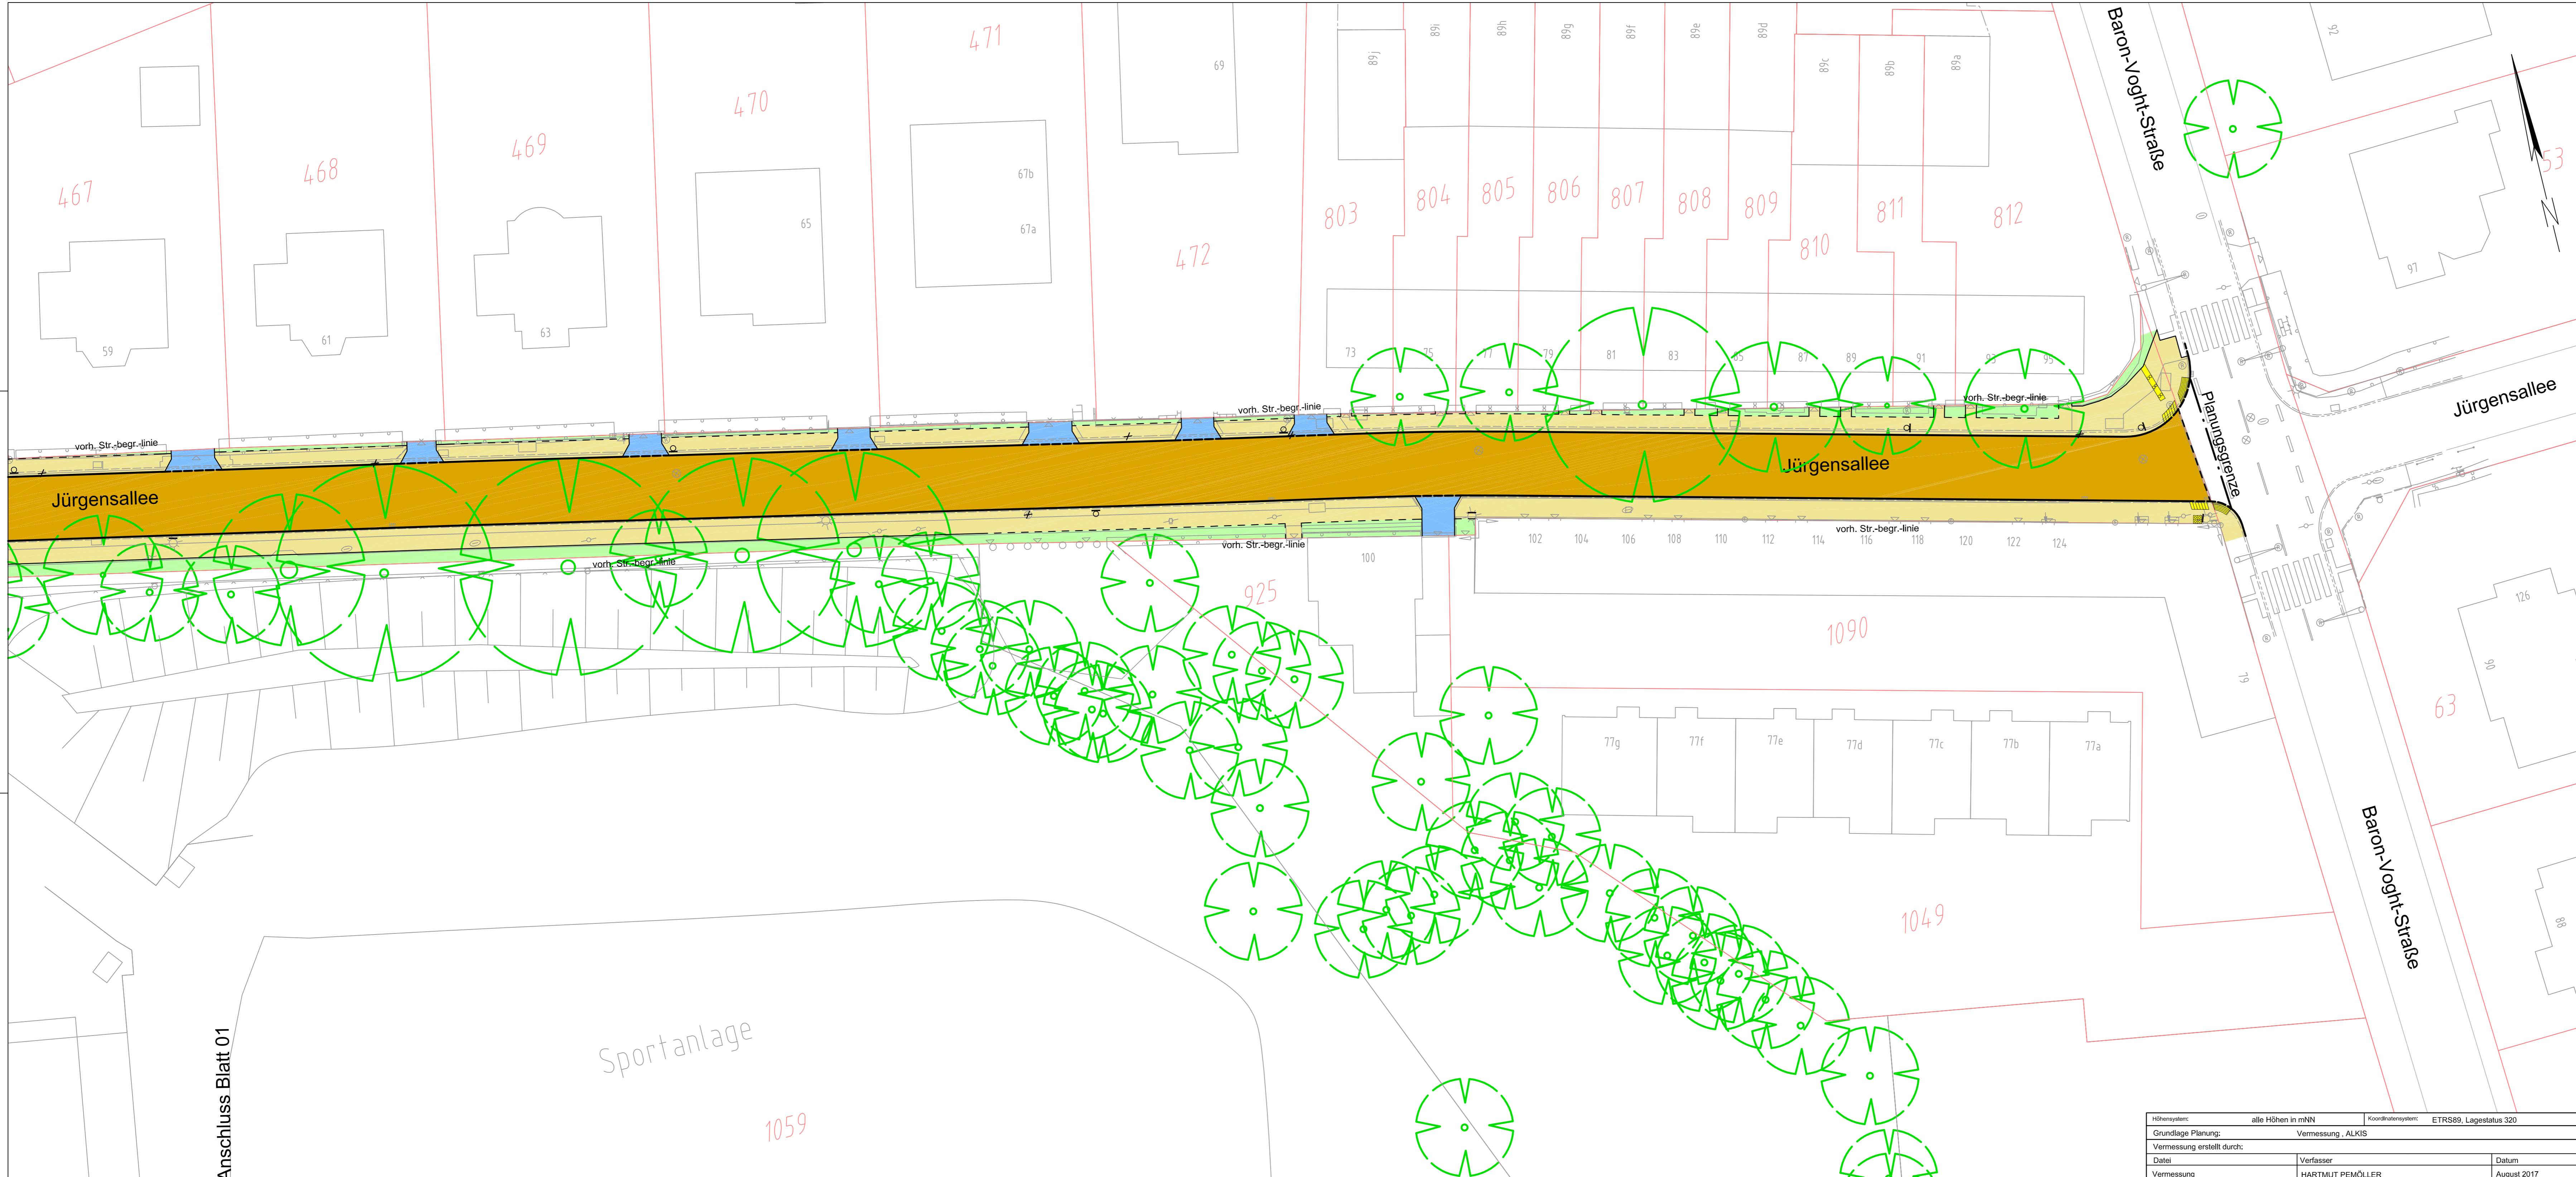 471
69
89j
89i
89h
89g
89f
89e
89d
89c
89b
89a
Baron-Voght-Straße
92
53
470
469
468
467
67b
67a
65
472
803
804
805
806
807
808
809
810
811
812
97
59
61
63
73
75
77
79
81
83
85
87
89
91
93
95
vorh. Str.-begr.-linie
vorh. Str.-begr.-linie
vorh. Str.-begr.-linie
Jürgensallee
Jürgensallee
Jürgensallee
Planungsgrenze
vorh. Str.-begr.-linie
vorh. Str.-begr.-linie
vorh. Str.-begr.-linie
100
102
104
106
108
110
112
114
116
118
120
122
124
925
1090
126
90
79
63
77g
77f
77e
77d
77c
77b
77a
Baron-Voght-Straße
88
1049
Sportanlage
1059
Anschluss Blatt 01
Höhensystem: alle Höhen in mNN Koordinatensystem: ETRS89, Lagestatus 320
Grundlage Planung: Vermessung , ALKIS
Vermessung erstellt durch:
Datei Verfasser Datum
Vermessung HARTMUT PEMÖLLER August 2017